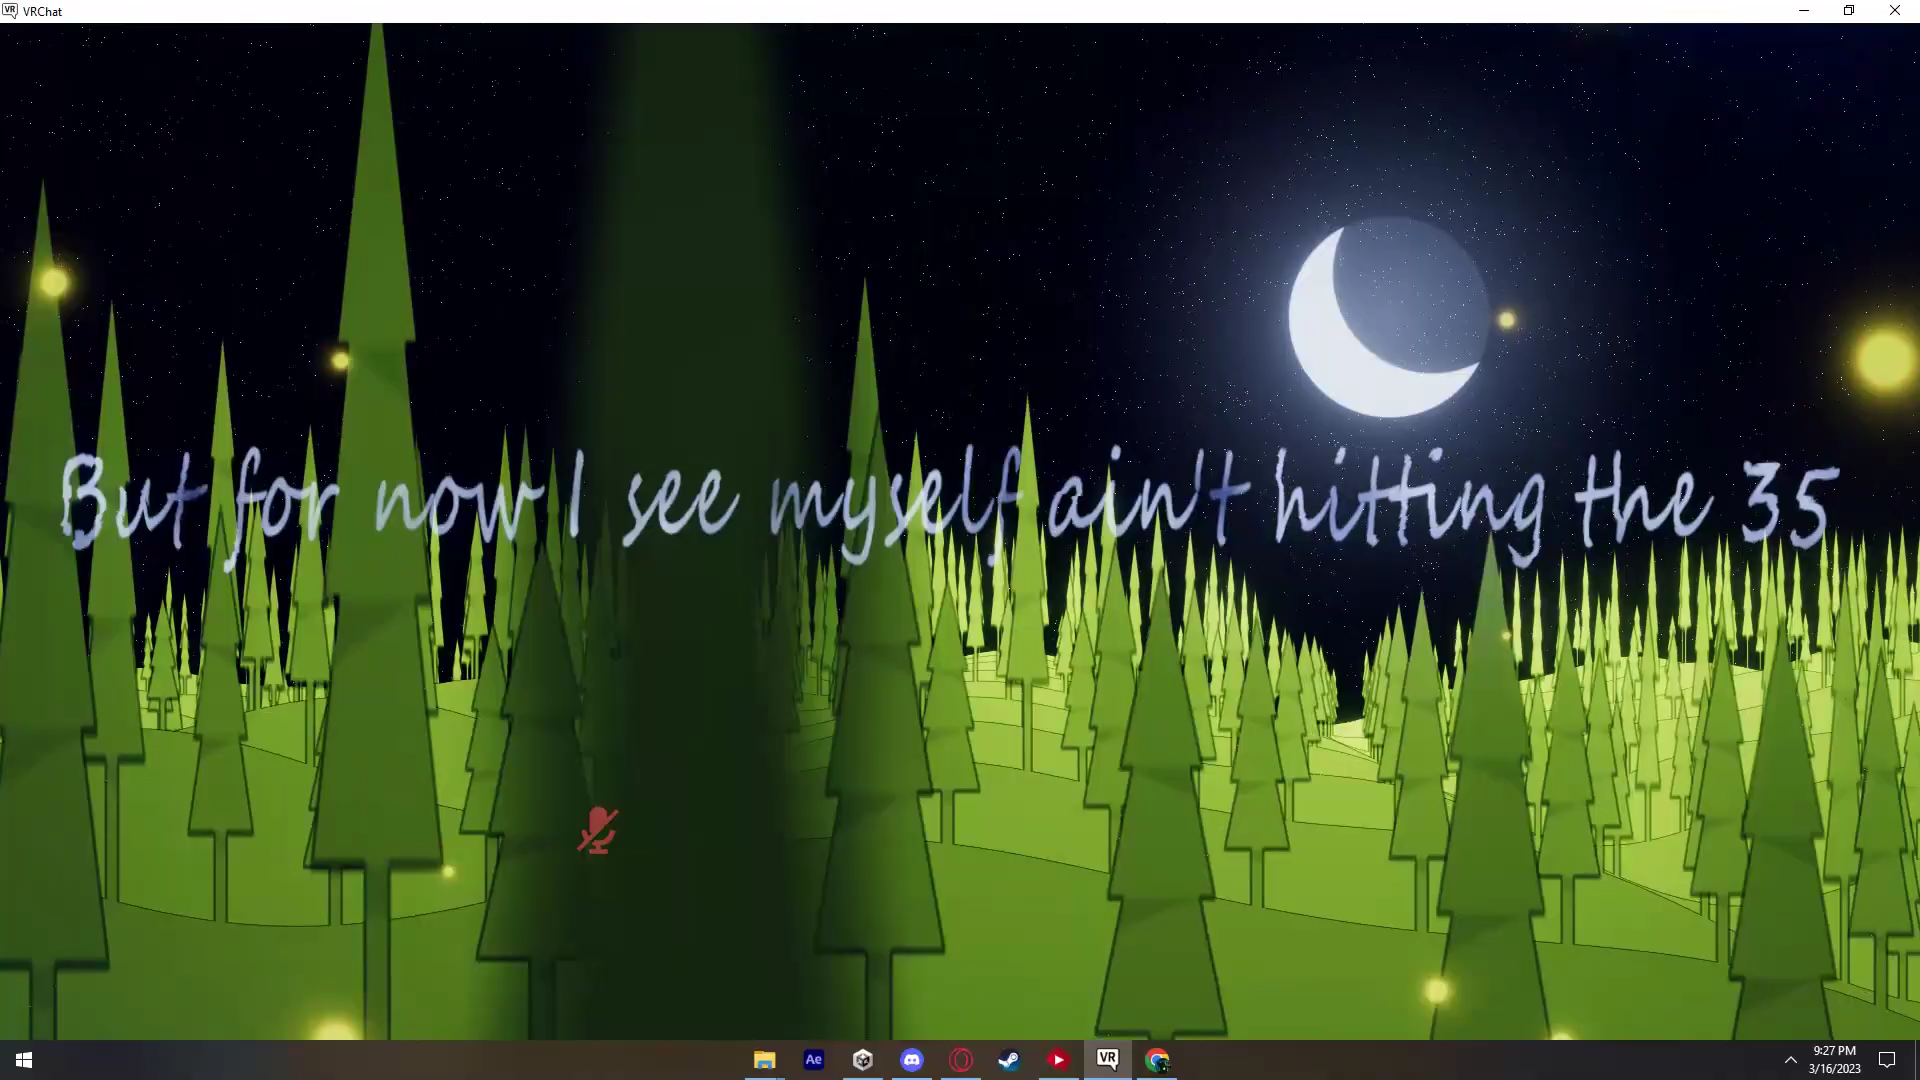 VRChat
But for now I see myself ain't hitting the 35
Ae
VR
9:27 PM
3/16/2023